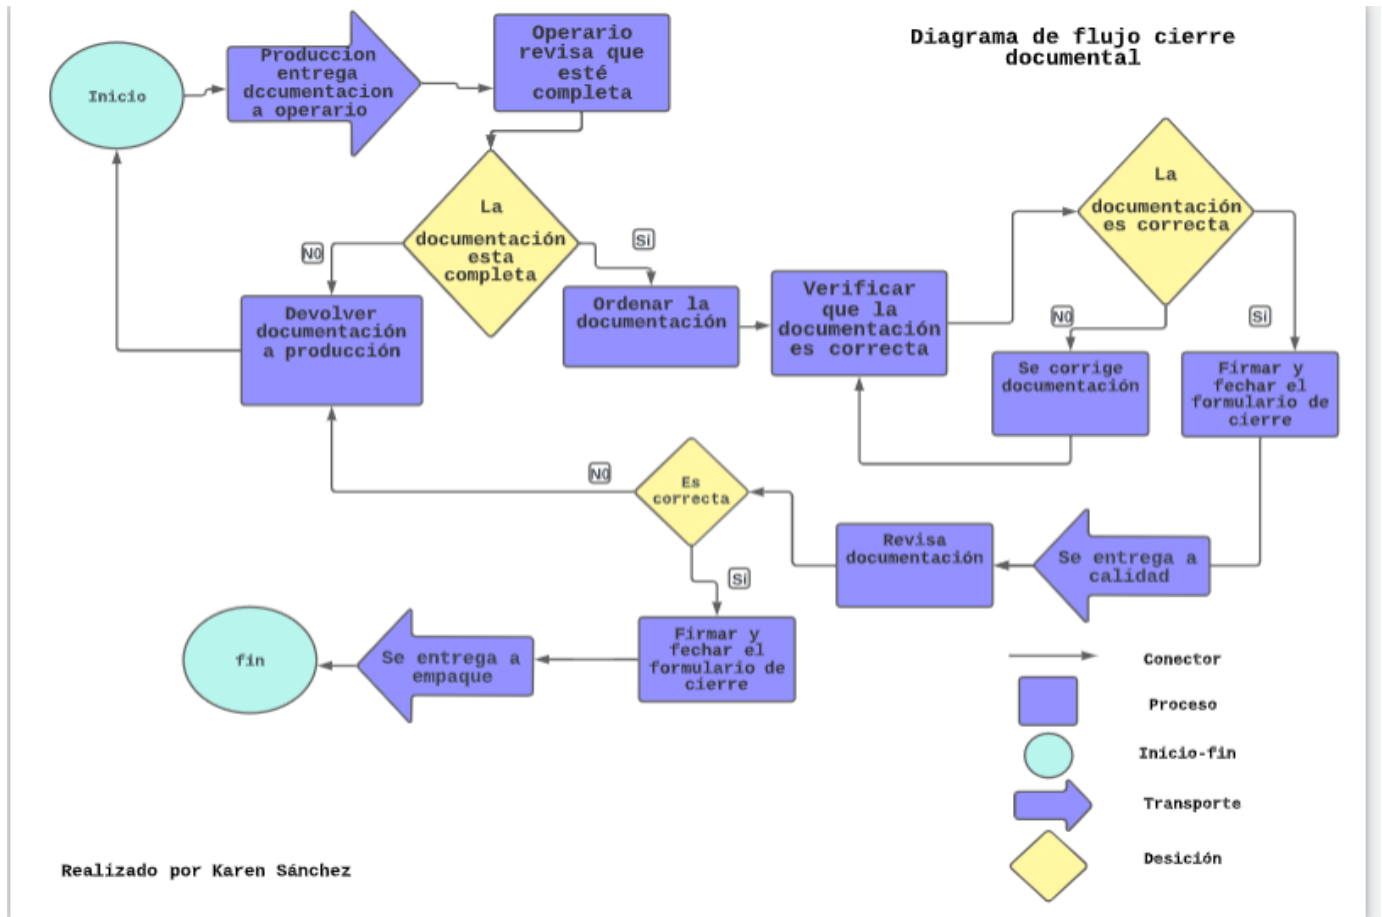 Diagrama de flujo cierre
documental
Inicio
Produccion
entrega
dccumentacion
a operario
Operario
revisa que
esté
completa
La
documentación
esta
completa
N0
Si
Devolver
documentación
a producción
Ordenar la
documentación
Verificar
que la
documentación
es correcta
La
documentación
es correcta
N0
Si
Se corrige
documentación
Firmar y
fechar el
formulario de
cierre
Se entrega a
calidad
Revisa
documentación
Es
correcta
N0
Si
Firmar y
fechar el
formulario de
cierre
Se entrega a
empaque
fin
Conector
Proceso
Inicio-fin
Transporte
Desición
Realizado por Karen Sánchez